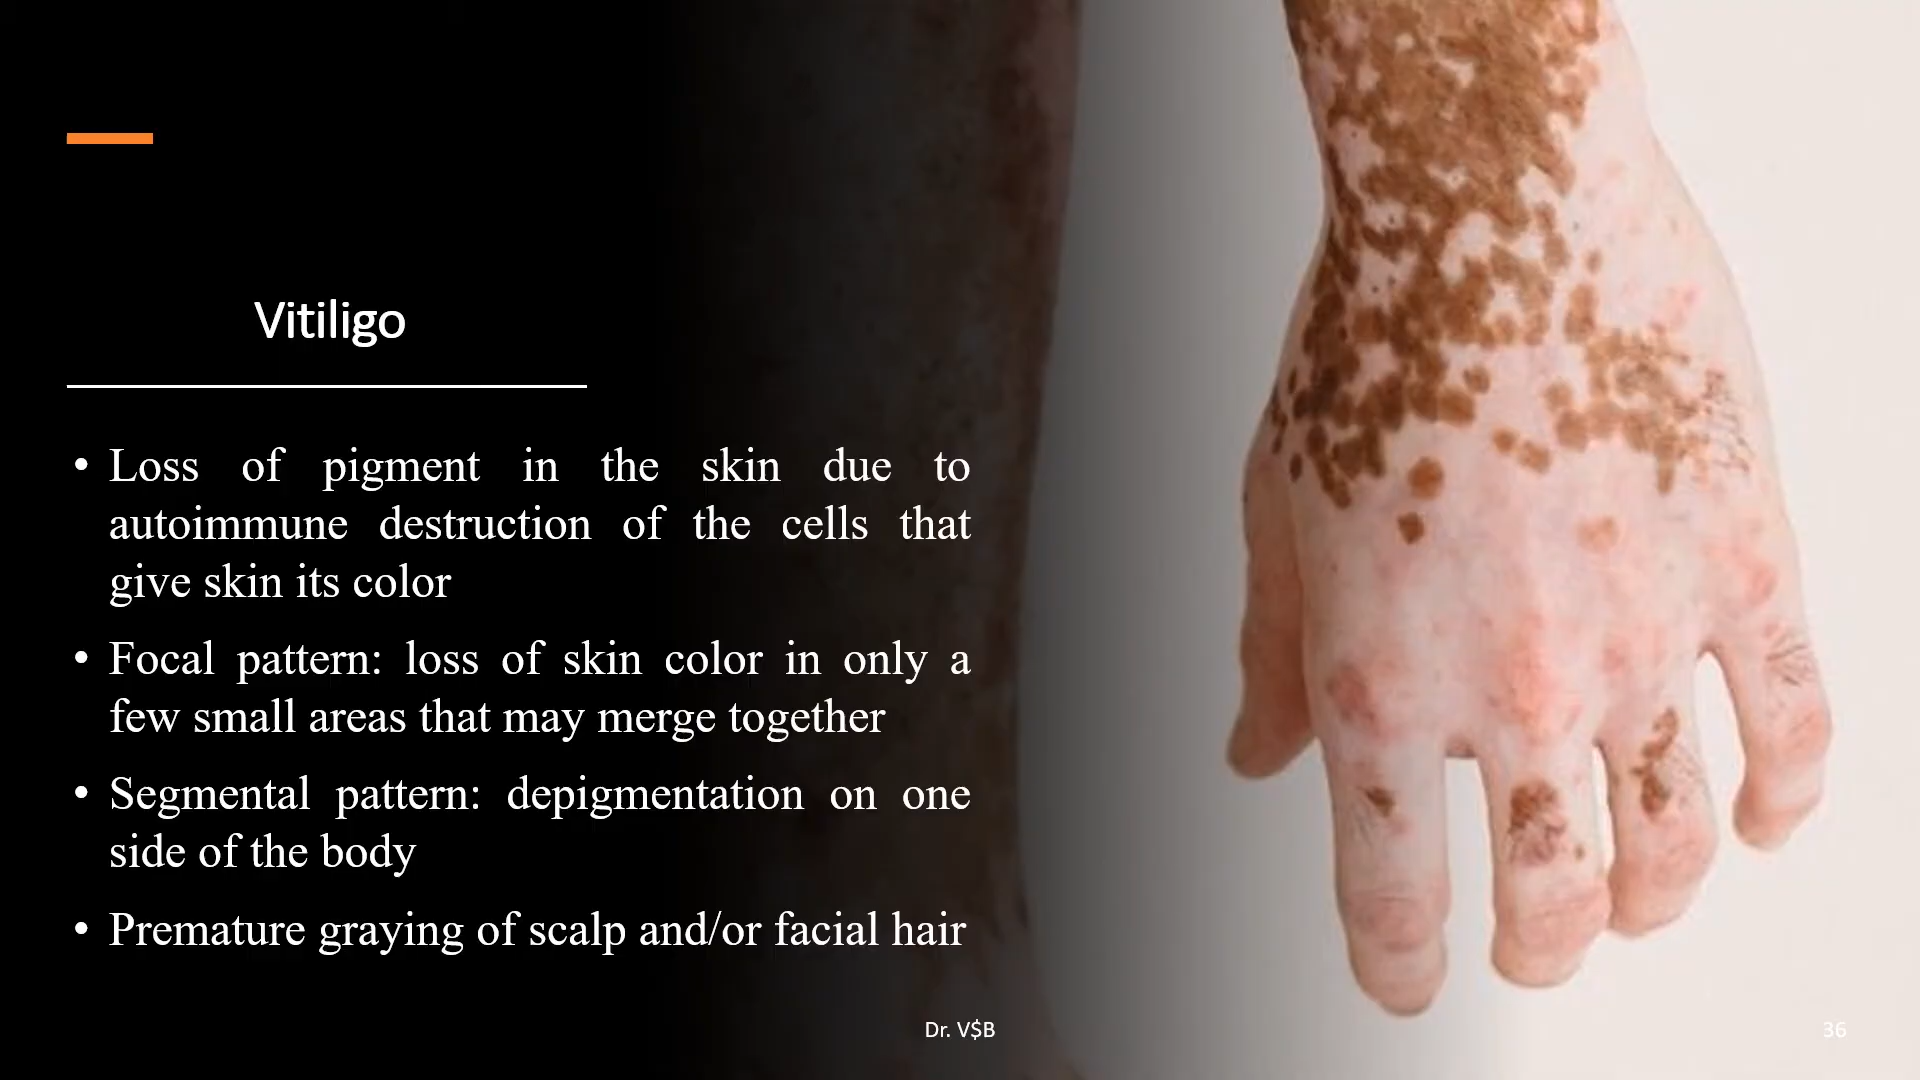 Vitiligo
• Loss of pigment in the skin due to
autoimmune destruction of the cells that
give skin its color
• Focal pattern: loss of skin color in only a
few small areas that may merge together
• Segmental pattern: depigmentation on one
side of the body
• Premature graying of scalp and/or facial hair
Dr. V$B
36